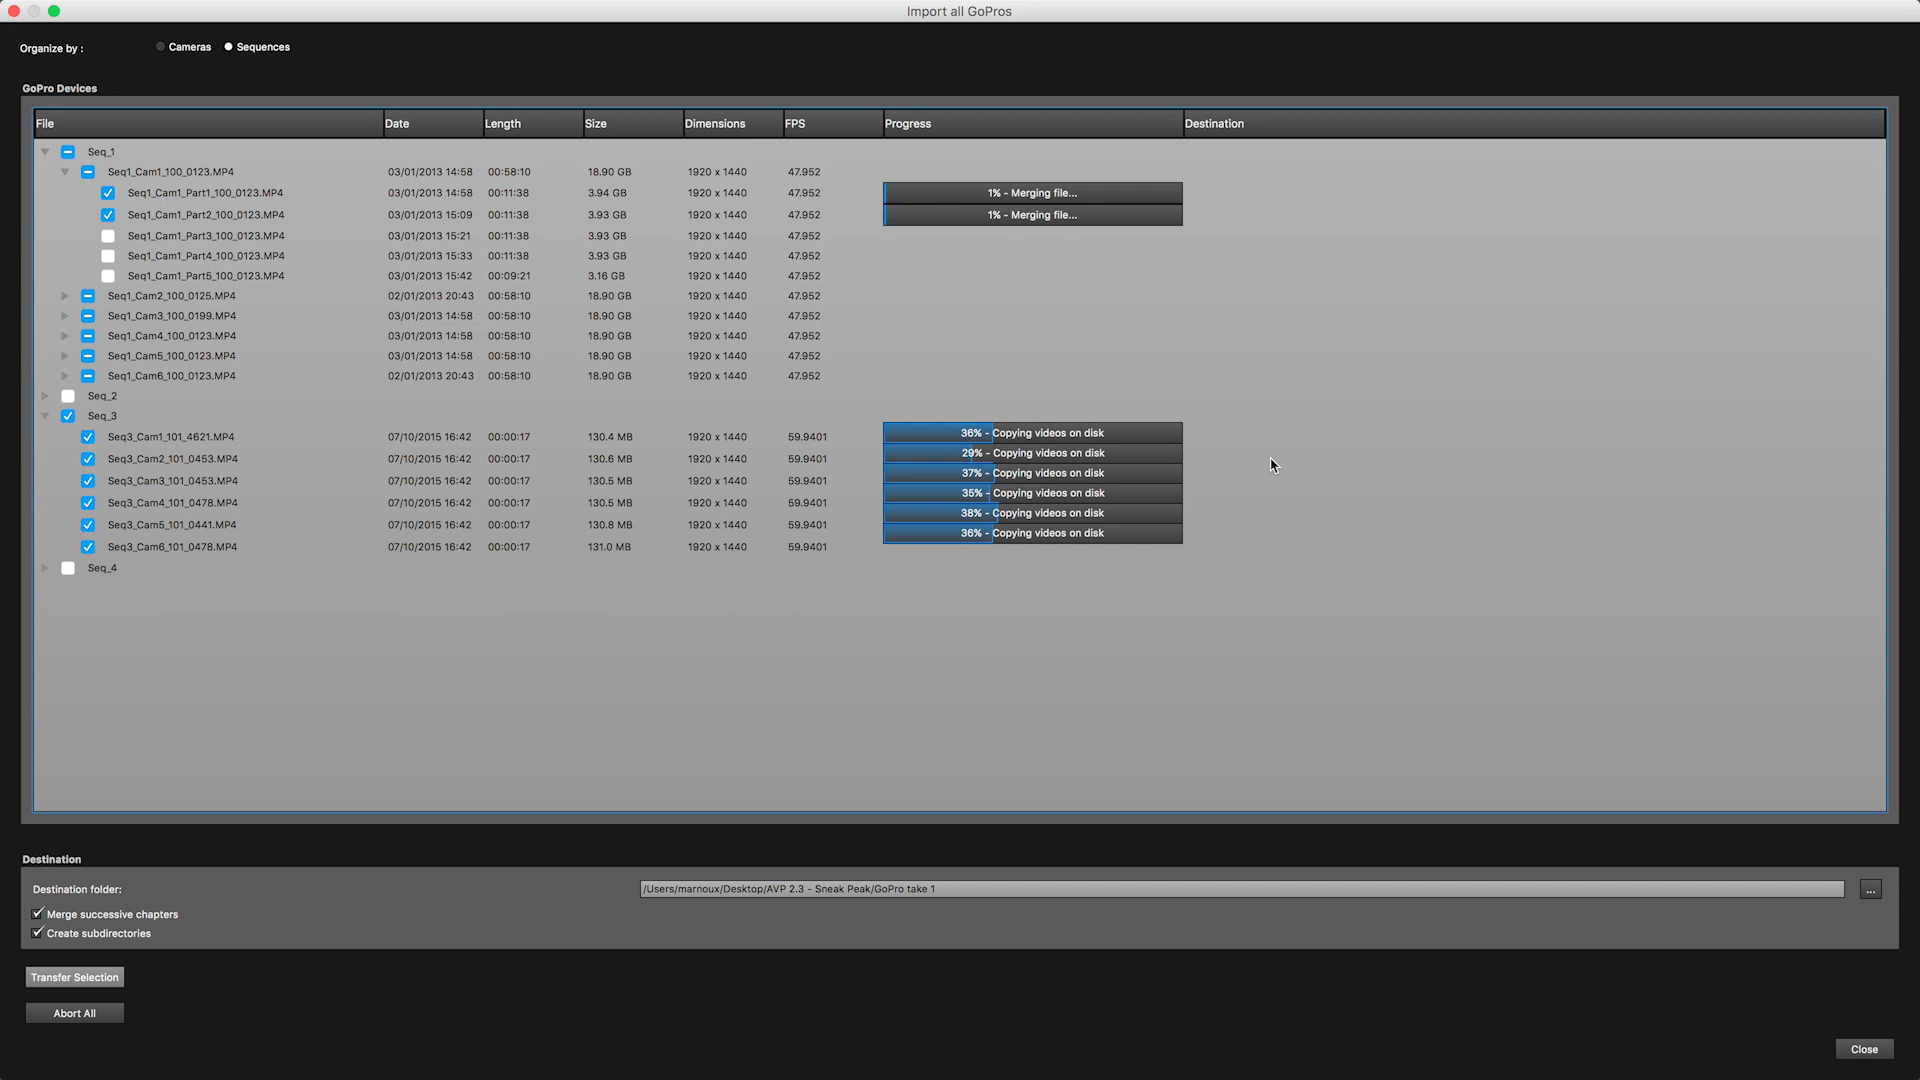 Import all GoPros
Organize by : Cameras Sequences
GoPro Devices
File Date Length Size Dimensions FPS Progress Destination
Seq_1
Seq1_Cam1_100_0123.MP4 03/01/2013 14:58 00:58:10 18.90 GB 1920 x 1440 47.952
Seq1_Cam1_Part1_100_0123.MP4 03/01/2013 14:58 00:11:38 3.94 GB 1920 x 1440 47.952 1% - Merging file...
Seq1_Cam1_Part2_100_0123.MP4 03/01/2013 15:09 00:11:38 3.93 GB 1920 x 1440 47.952 1% - Merging file...
Seq1_Cam1_Part3_100_0123.MP4 03/01/2013 15:21 00:11:38 3.93 GB 1920 x 1440 47.952
Seq1_Cam1_Part4_100_0123.MP4 03/01/2013 15:33 00:11:38 3.93 GB 1920 x 1440 47.952
Seq1_Cam1_Part5_100_0123.MP4 03/01/2013 15:42 00:09:21 3.16 GB 1920 x 1440 47.952
Seq1_Cam2_100_0125.MP4 02/01/2013 20:43 00:58:10 18.90 GB 1920 x 1440 47.952
Seq1_Cam3_100_0199.MP4 03/01/2013 14:58 00:58:10 18.90 GB 1920 x 1440 47.952
Seq1_Cam4_100_0123.MP4 03/01/2013 14:58 00:58:10 18.90 GB 1920 x 1440 47.952
Seq1_Cam5_100_0123.MP4 03/01/2013 14:58 00:58:10 18.90 GB 1920 x 1440 47.952
Seq1_Cam6_100_0123.MP4 02/01/2013 20:43 00:58:10 18.90 GB 1920 x 1440 47.952
Seq_2
Seq_3
Seq3_Cam1_101_4621.MP4 07/10/2015 16:42 00:00:17 130.4 MB 1920 x 1440 59.9401 36% - Copying videos on disk
Seq3_Cam2_101_0453.MP4 07/10/2015 16:42 00:00:17 130.6 MB 1920 x 1440 59.9401 29% - Copying videos on disk
Seq3_Cam3_101_0453.MP4 07/10/2015 16:42 00:00:17 130.5 MB 1920 x 1440 59.9401 37% - Copying videos on disk
Seq3_Cam4_101_0478.MP4 07/10/2015 16:42 00:00:17 130.5 MB 1920 x 1440 59.9401 35% - Copying videos on disk
Seq3_Cam5_101_0441.MP4 07/10/2015 16:42 00:00:17 130.8 MB 1920 x 1440 59.9401 38% - Copying videos on disk
Seq3_Cam6_101_0478.MP4 07/10/2015 16:42 00:00:17 131.0 MB 1920 x 1440 59.9401 36% - Copying videos on disk
Seq_4
Destination
Destination folder: /Users/marnoux/Desktop/AVP 2.3 - Sneak Peak/GoPro take 1 ...
Merge successive chapters
Create subdirectories
Transfer Selection
Abort All
Close